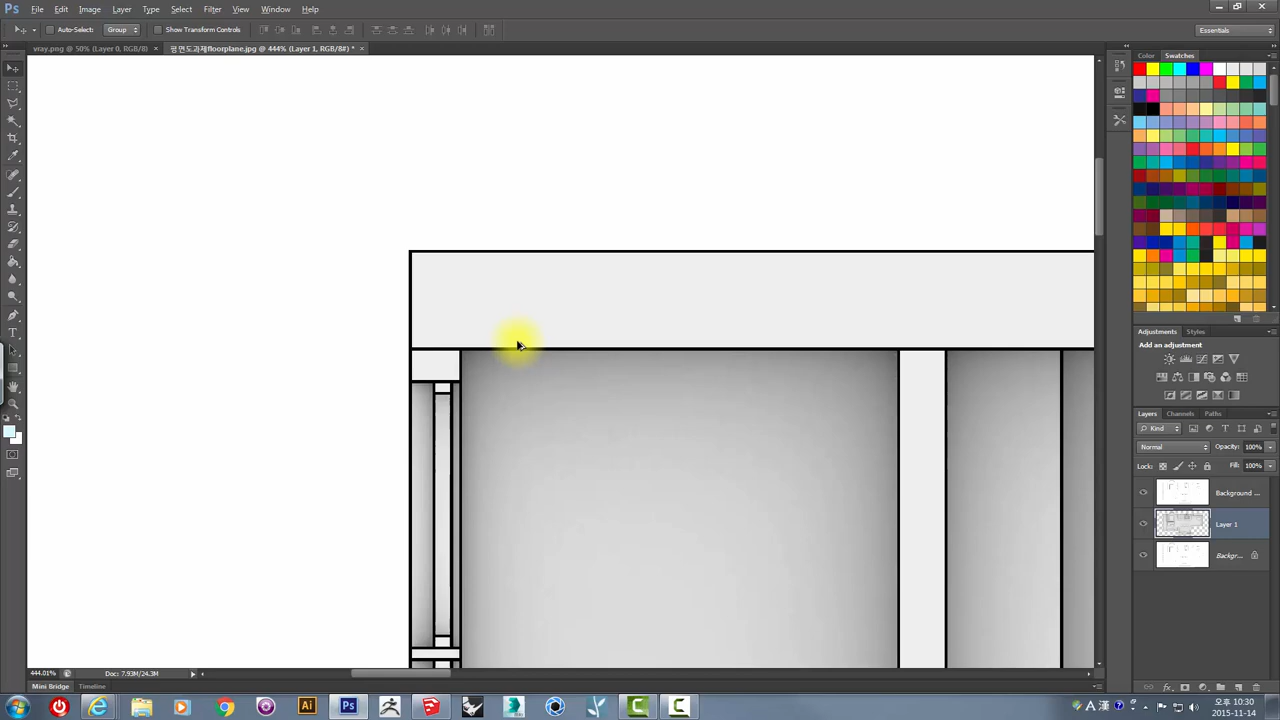 Ps File Edit Image Layer Type Select Filter View Window Help
Auto-Select: Group Show Transform Controls Essentials
vray.png @ 50% (Layer 0, RGB/8) × 평면도과제floorplane.jpg @ 444% (Layer 1, RGB/8#) * ×
Color Swatches
Adjustments Styles
Add an adjustment
Layers Channels Paths
Kind
Normal Opacity: 100%
Lock: Fill: 100%
Background ...
Layer 1
Backgr...
444.01% Doc: 7.93M/24.3M
Mini Bridge Timeline
Ai Ps A 漢 오후 10:30
2015-11-14